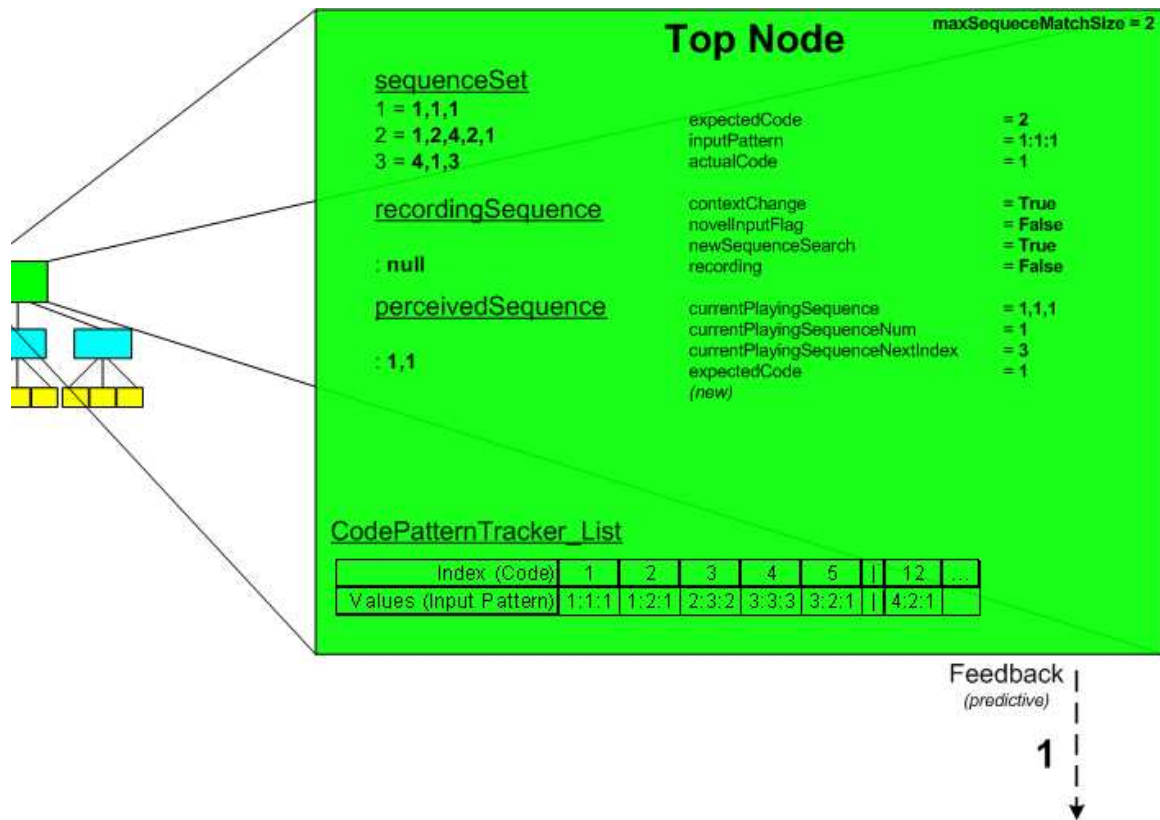 maxSequeceMatchSize = 2
Top Node
sequenceSet
1 = 1,1,1
2 = 1,2,4,2,1
3 = 4,1,3
expectedCode = 2
inputPattern = 1:1:1
actualCode = 1
recordingSequence
: null
contextChange = True
novelInputFlag = False
newSequenceSearch = True
recording = False
perceivedSequence
: 1,1
currentPlayingSequence = 1,1,1
currentPlayingSequenceNum = 1
currentPlayingSequenceNextIndex = 3
expectedCode = 1
(new)
CodePatternTracker_List
Index (Code) 1 2 3 4 5 | 12 ...
Values (Input Pattern) 1:1:1 1:2:1 2:3:2 3:3:3 3:2:1 | 4:2:1
Feedback
(predictive)
1